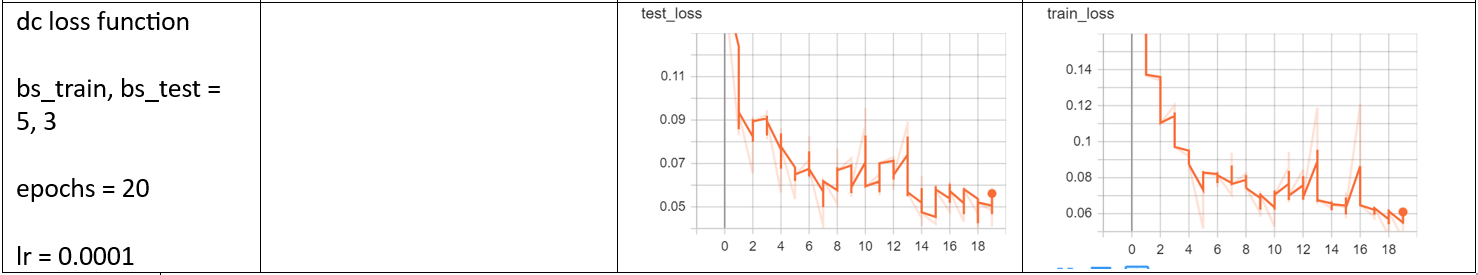 dc loss function
bs_train, bs_test =
5, 3
epochs = 20
lr = 0.0001
test_loss
0.11
0.09
0.07
0.05
0 2 4 6 8 10 12 14 16 18
train_loss
0.14
0.12
0.1
0.08
0.06
0 2 4 6 8 10 12 14 16 18